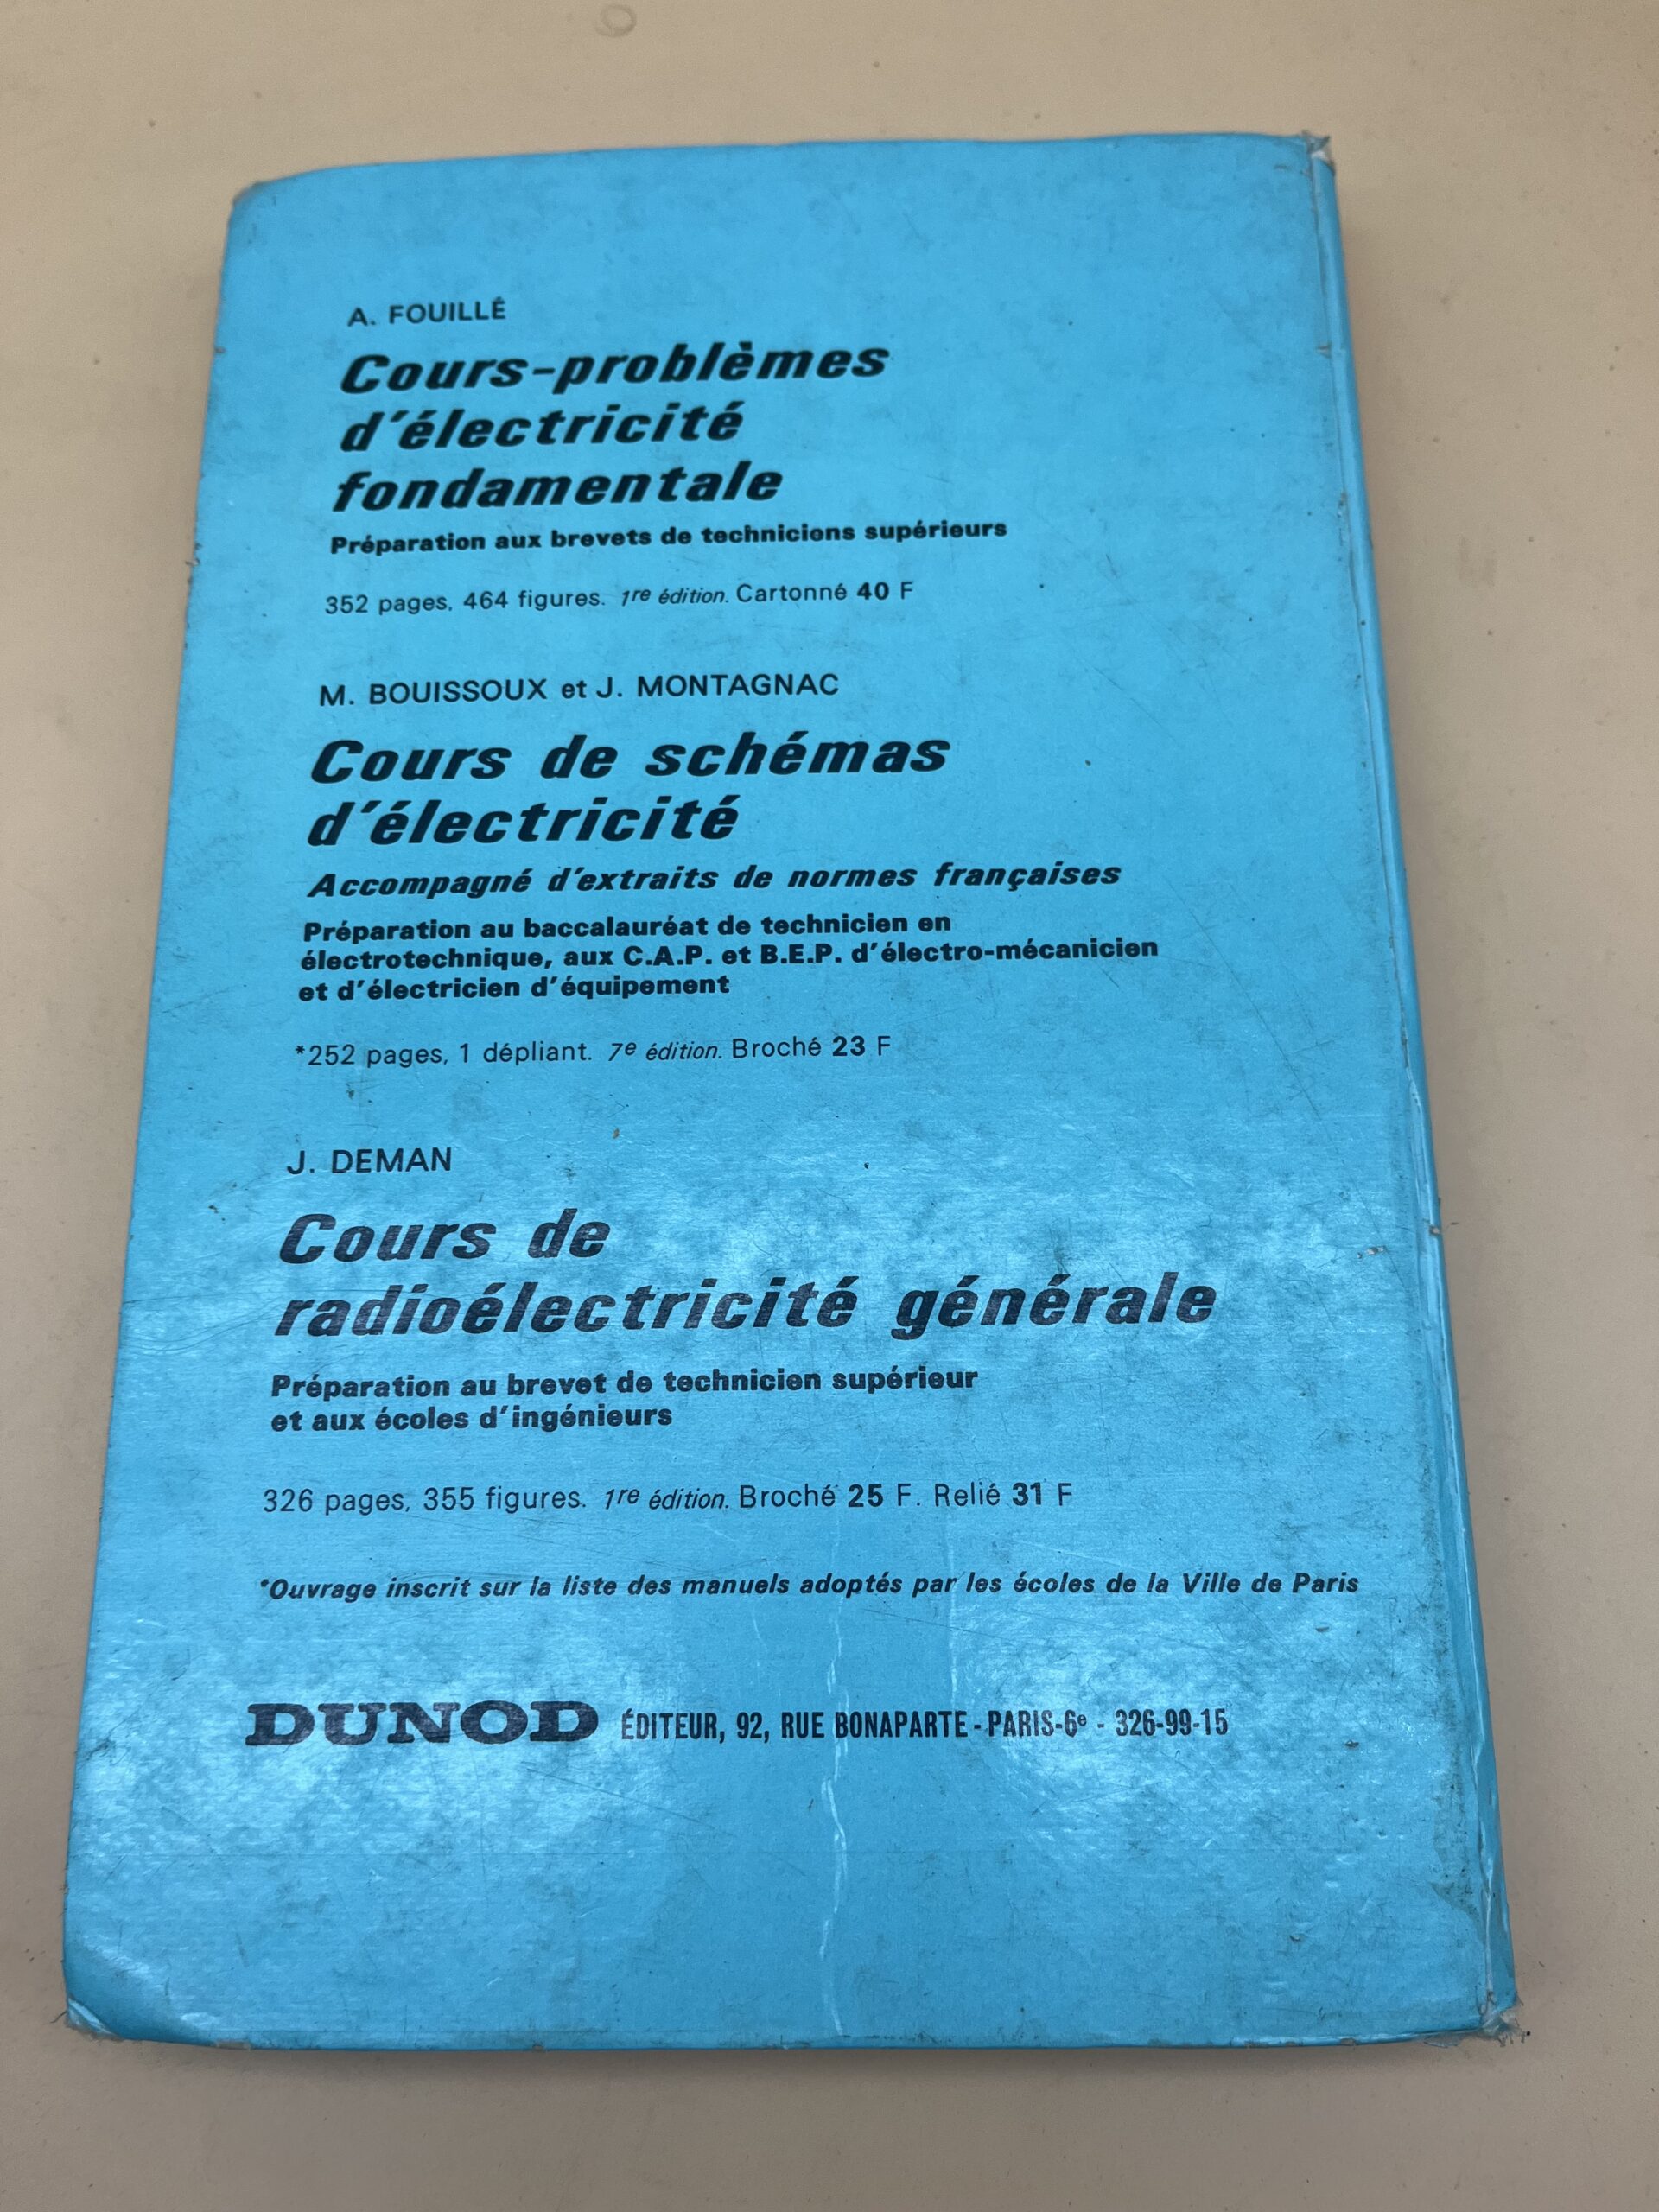 A. FOUILLÉ
Cours-problèmes
d'électricité
fondamentale
Préparation aux brevets de techniciens supérieurs
352 pages, 464 figures. 1re édition. Cartonné 40 F
M. BOUISSOUX et J. MONTAGNAC
Cours de schémas
d'électricité
Accompagné d'extraits de normes françaises
Préparation au baccalauréat de technicien en
électrotechnique, aux C.A.P. et B.E.P. d'électro-mécanicien
et d'électricien d'équipement
*252 pages, 1 dépliant. 7e édition. Broché 23 F
J. DEMAN
Cours de
radioélectricité générale
Préparation au brevet de technicien supérieur
et aux écoles d'ingénieurs
326 pages, 355 figures. 1re édition. Broché 25 F. Relié 31 F
*Ouvrage inscrit sur la liste des manuels adoptés par les écoles de la Ville de Paris
DUNOD ÉDITEUR, 92, RUE BONAPARTE - PARIS-6e - 326-99-15